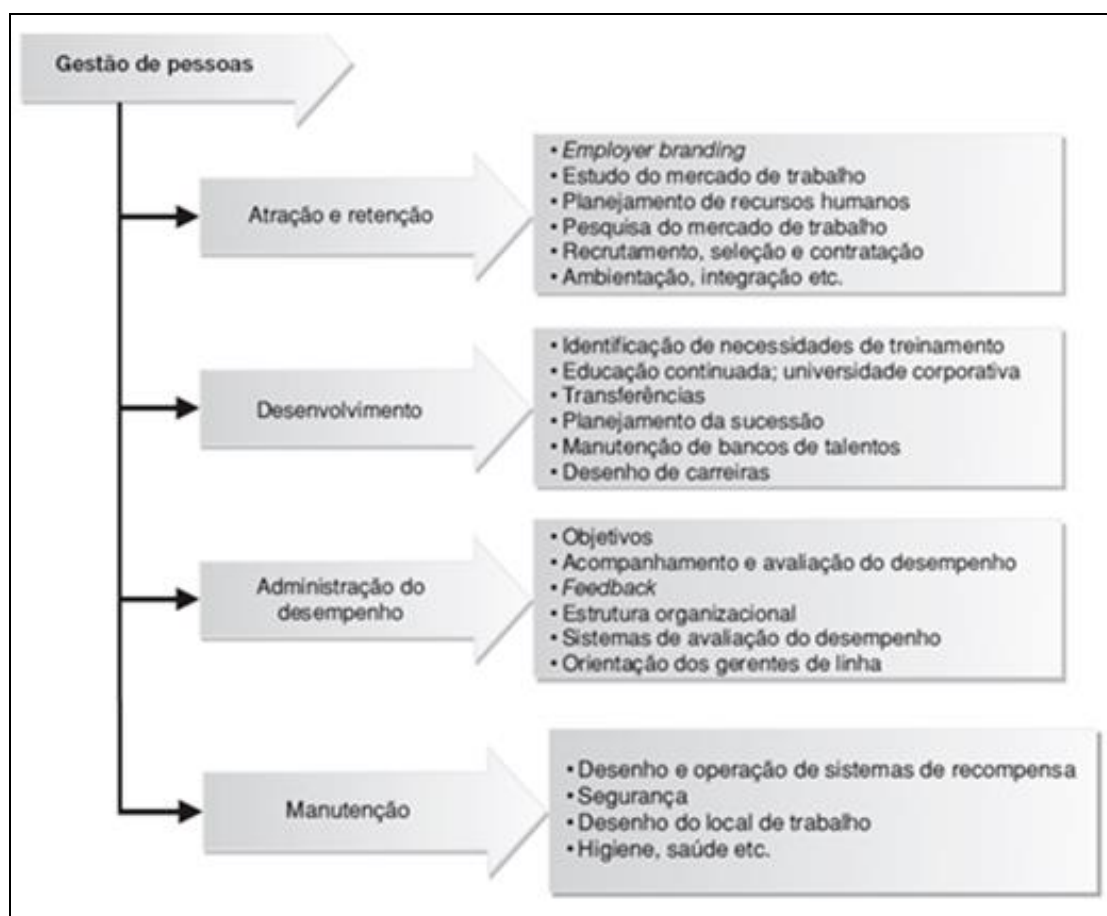 Gestão de pessoas
Atração e retenção
• Employer branding
• Estudo do mercado de trabalho
• Planejamento de recursos humanos
• Pesquisa do mercado de trabalho
• Recrutamento, seleção e contratação
• Ambientação, integração etc.
Desenvolvimento
• Identificação de necessidades de treinamento
• Educação continuada; universidade corporativa
• Transferências
• Planejamento da sucessão
• Manutenção de bancos de talentos
• Desenho de carreiras
Administração do
desempenho
• Objetivos
• Acompanhamento e avaliação do desempenho
• Feedback
• Estrutura organizacional
• Sistemas de avaliação do desempenho
• Orientação dos gerentes de linha
Manutenção
• Desenho e operação de sistemas de recompensa
• Segurança
• Desenho do local de trabalho
• Higiene, saúde etc.